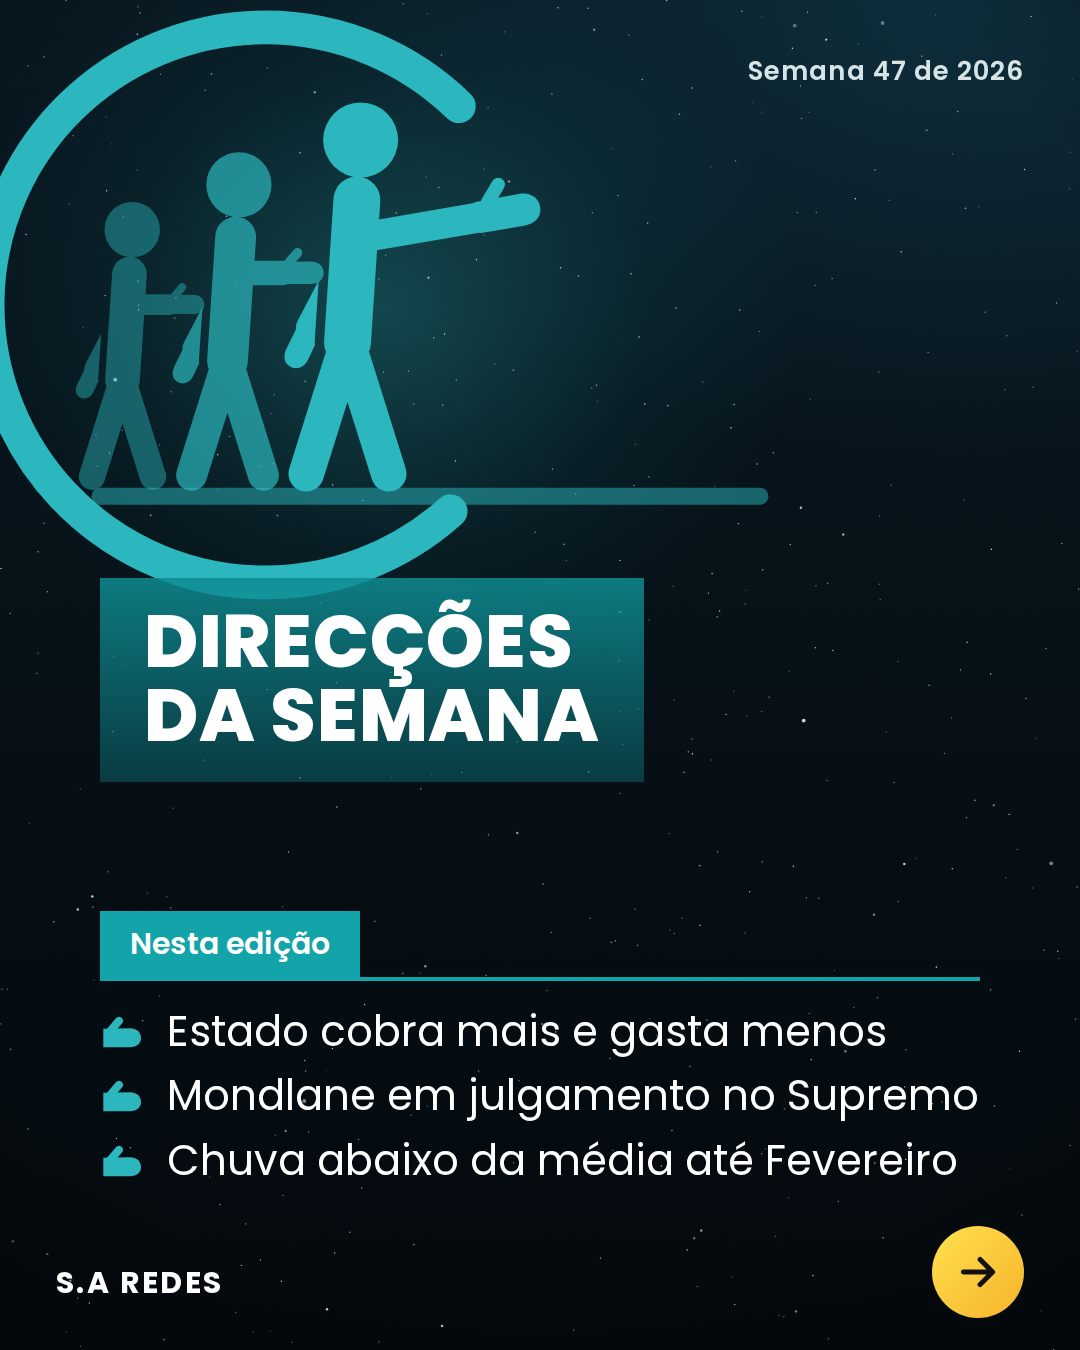 Semana 47 de 2026
DIRECÇÕES
DA SEMANA
Nesta edição
Estado cobra mais e gasta menos
Mondlane em julgamento no Supremo
Chuva abaixo da média até Fevereiro
S.A REDES